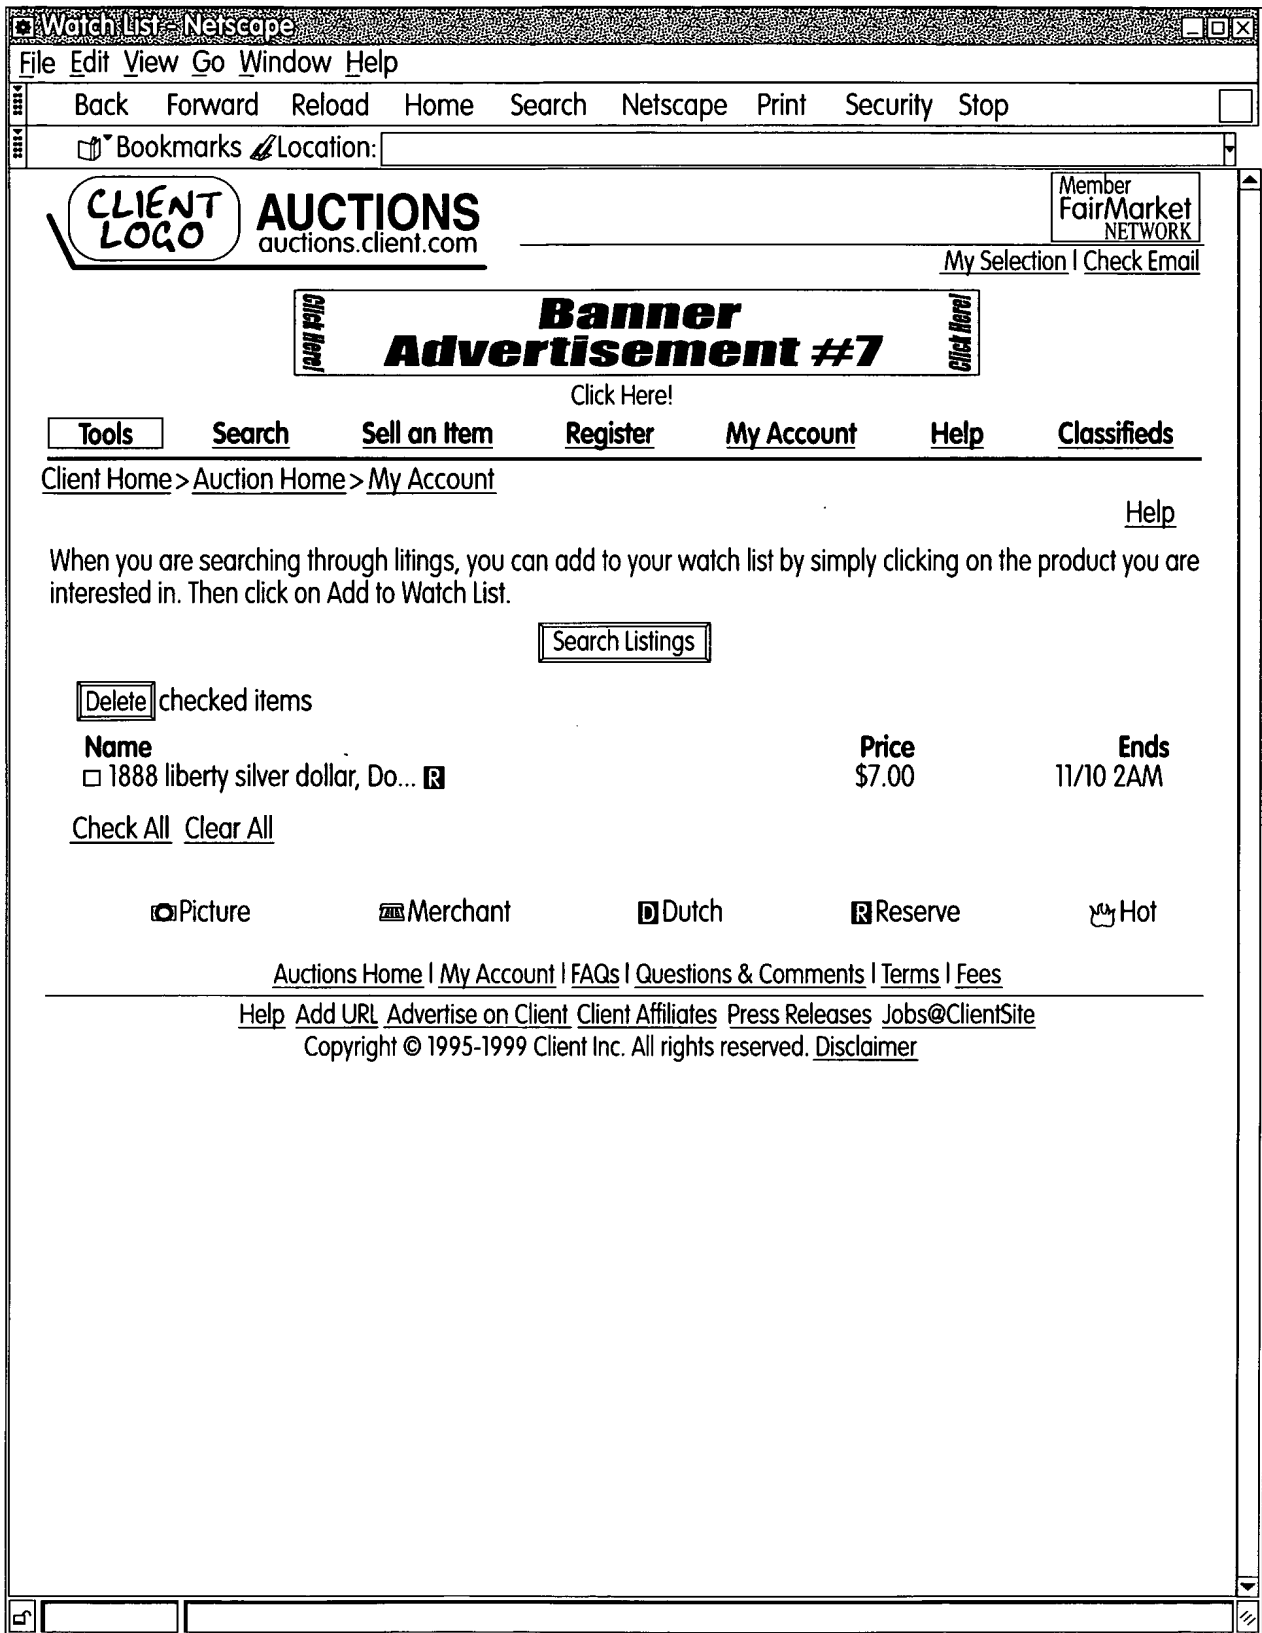 Watch List - Netscape
File Edit View Go Window Help
Back Forward Reload Home Search Netscape Print Security Stop
Bookmarks Location:
CLIENT LOGO
AUCTIONS
auctions.client.com
Member
FairMarket
NETWORK
My Selection | Check Email
Click Here!
Banner
Advertisement #7
Click Here!
Click Here!
Tools Search Sell an Item Register My Account Help Classifieds
Client Home > Auction Home > My Account
Help
When you are searching through litings, you can add to your watch list by simply clicking on the product you are
interested in. Then click on Add to Watch List.
Search Listings
Delete checked items
Name Price Ends
1888 liberty silver dollar, Do... R $7.00 11/10 2AM
Check All Clear All
Picture Merchant D Dutch R Reserve Hot
Auctions Home | My Account | FAQs | Questions & Comments | Terms | Fees
Help Add URL Advertise on Client Client Affiliates Press Releases Jobs@ClientSite
Copyright © 1995-1999 Client Inc. All rights reserved. Disclaimer